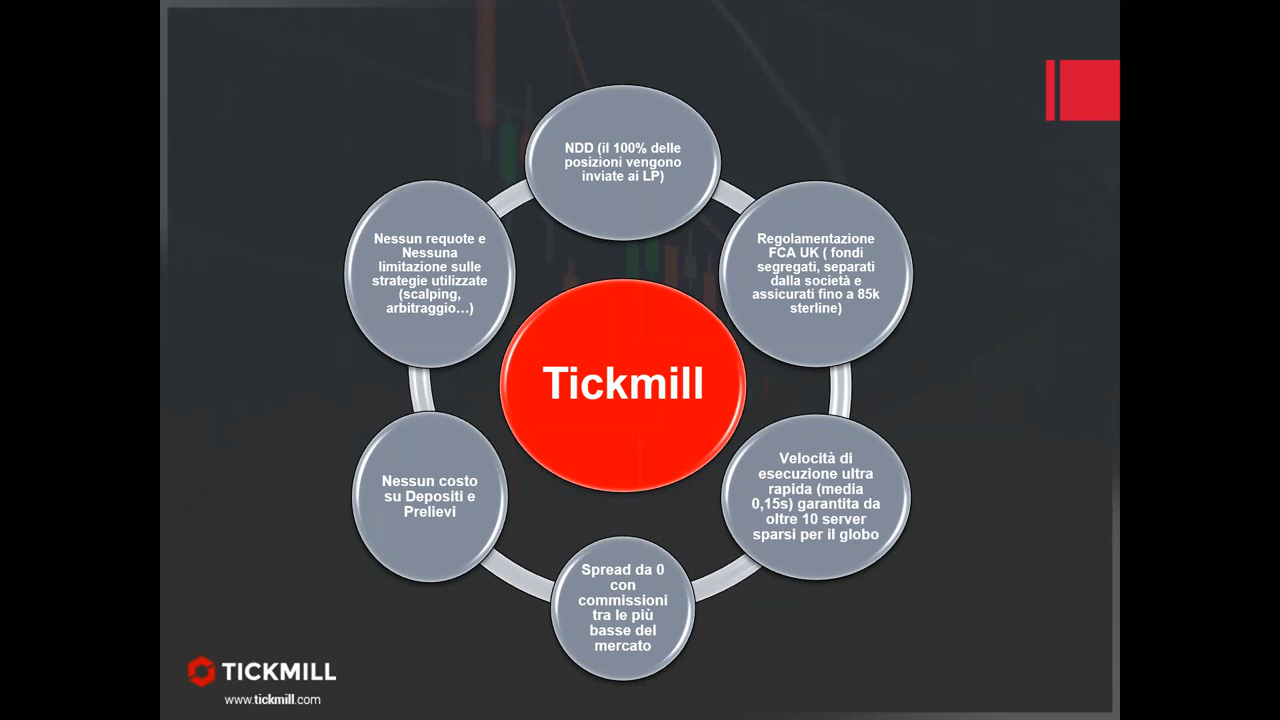 NDD (il 100% delle
posizioni vengono
inviate ai LP)
Regolamentazione
FCA UK ( fondi
segregati, separati
dalla società e
assicurati fino a 85k
sterline)
Velocità di
esecuzione ultra
rapida (media
0,15s) garantita da
oltre 10 server
sparsi per il globo
Spread da 0
con
commissioni
tra le più
basse del
mercato
Nessun costo
su Depositi e
Prelievi
Nessun requote e
Nessuna
limitazione sulle
strategie utilizzate
(scalping,
arbitraggio...)
Tickmill
TICKMILL
www.tickmill.com